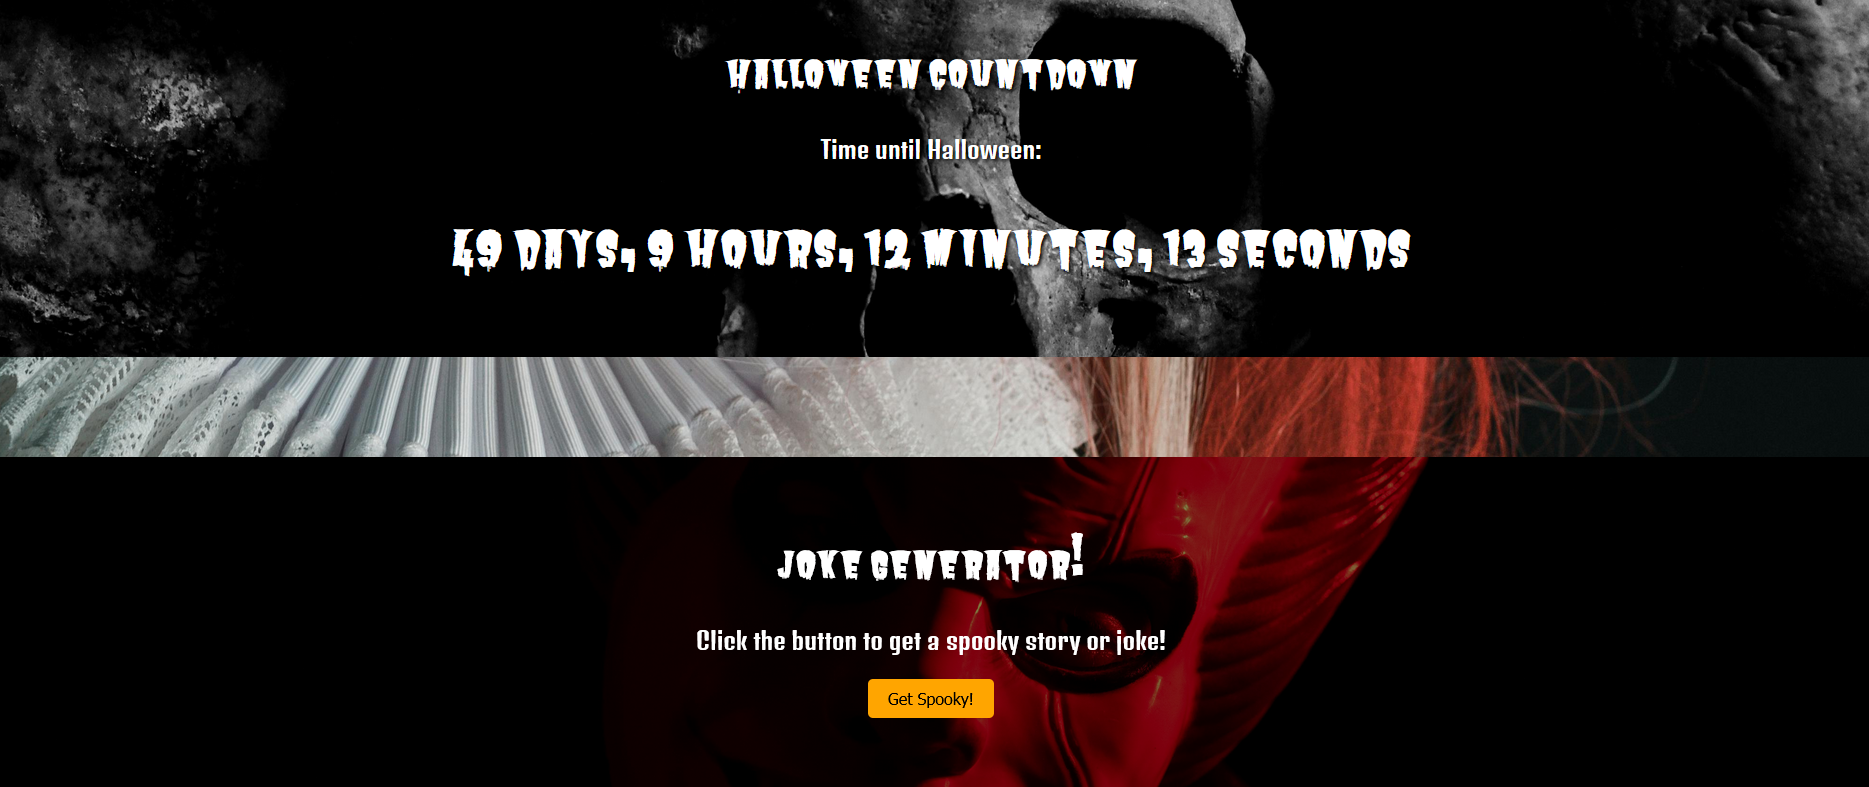 HALLOWEEN COUNTDOWN
Time until Halloween:
49 DAYS, 9 HOURS, 12 MINUTES, 13 SECONDS
JOKE GENERATOR!
Click the button to get a spooky story or joke!
Get Spooky!